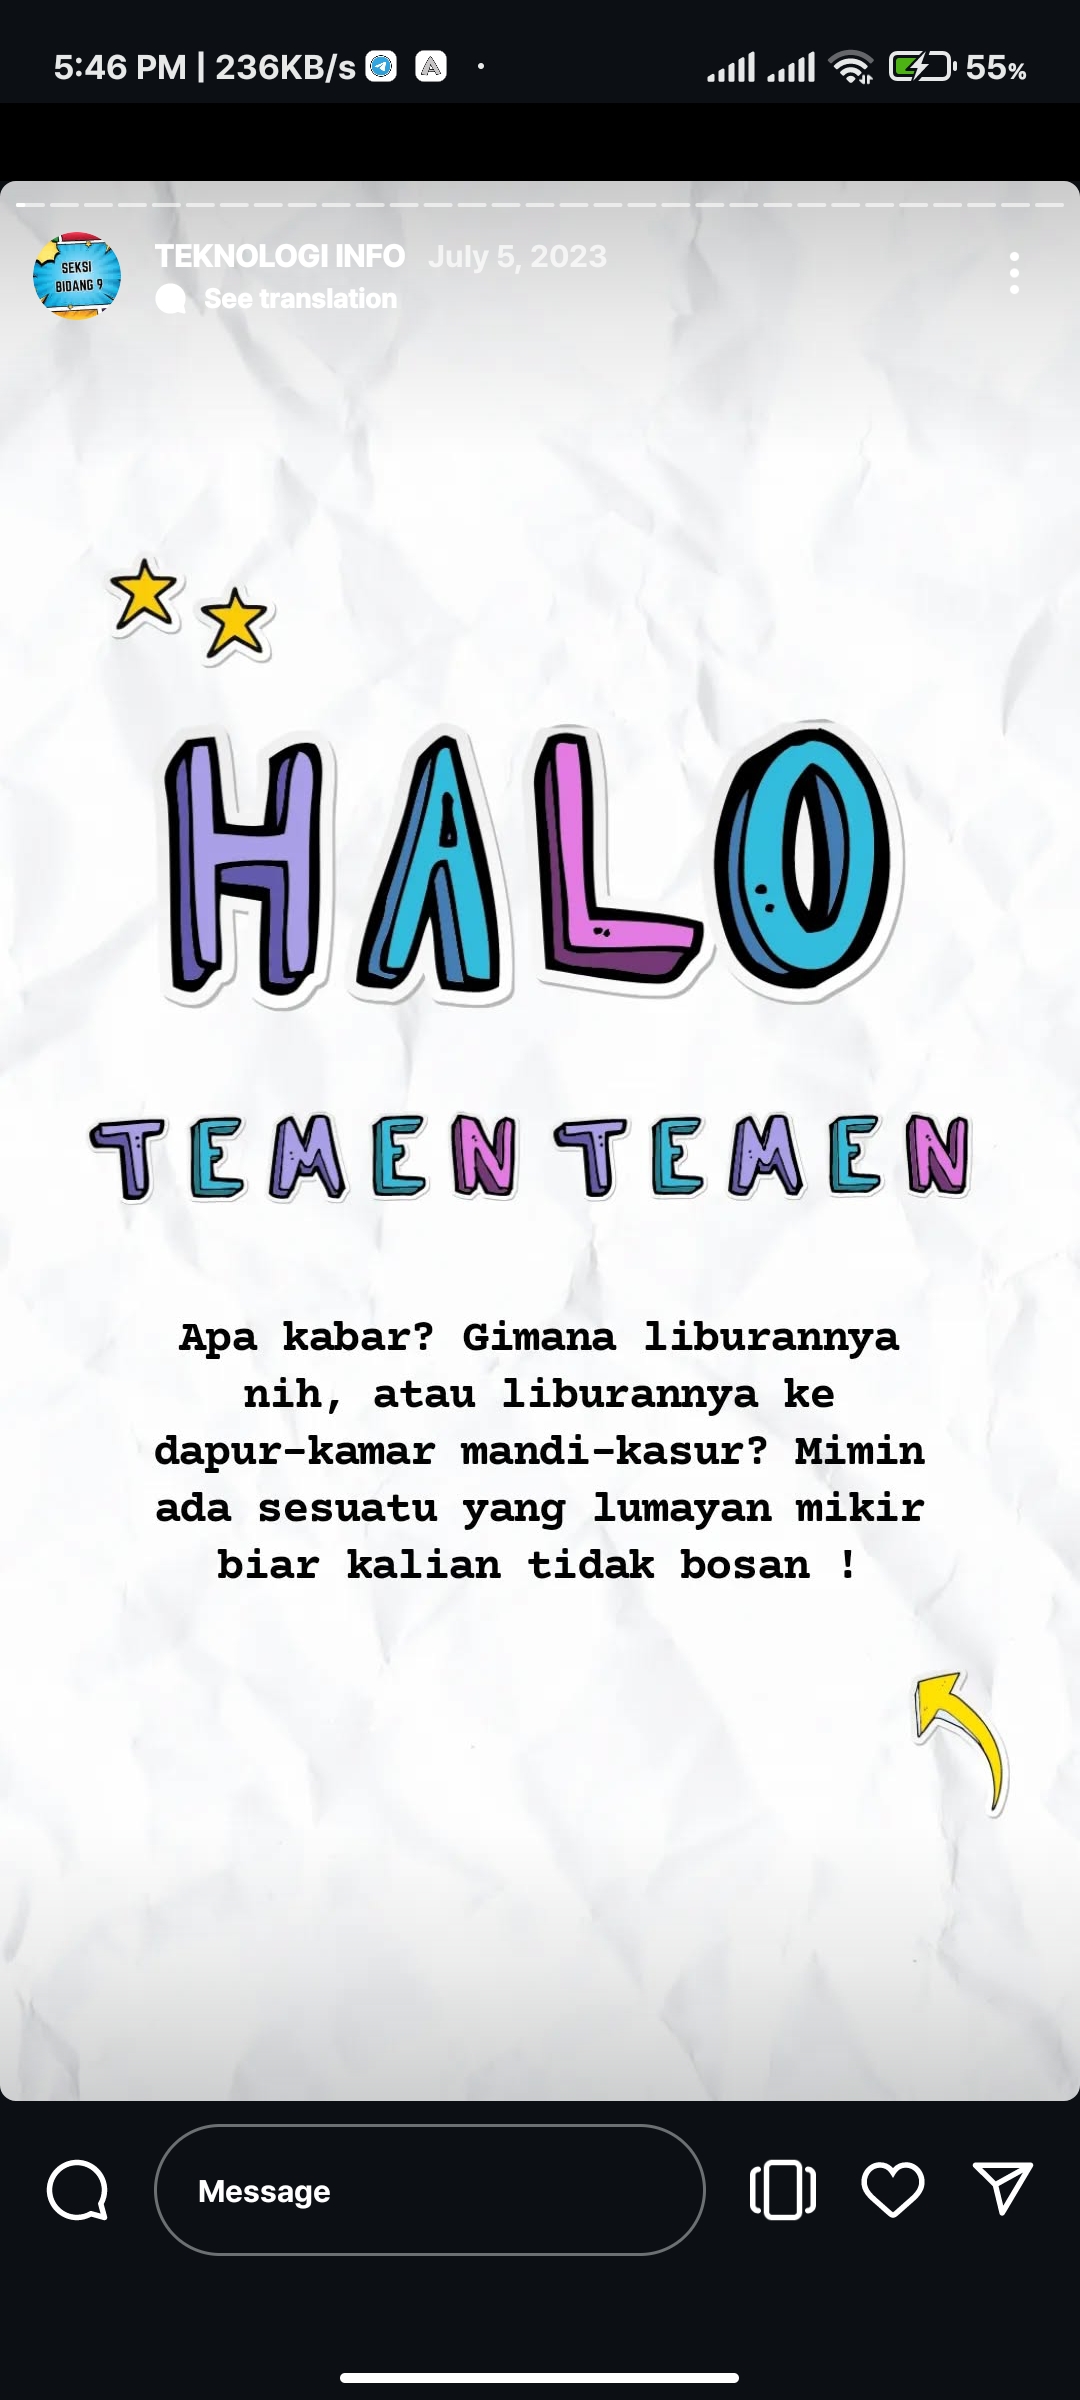 5:46 PM | 236KB/s
55%
SEKSI
BIDANG 9
TEKNOLOGI INFO July 5, 2023
See translation
HALO
TEMEN TEMEN
Apa kabar? Gimana liburannya
nih, atau liburannya ke
dapur-kamar mandi-kasur? Mimin
ada sesuatu yang lumayan mikir
biar kalian tidak bosan !
Message